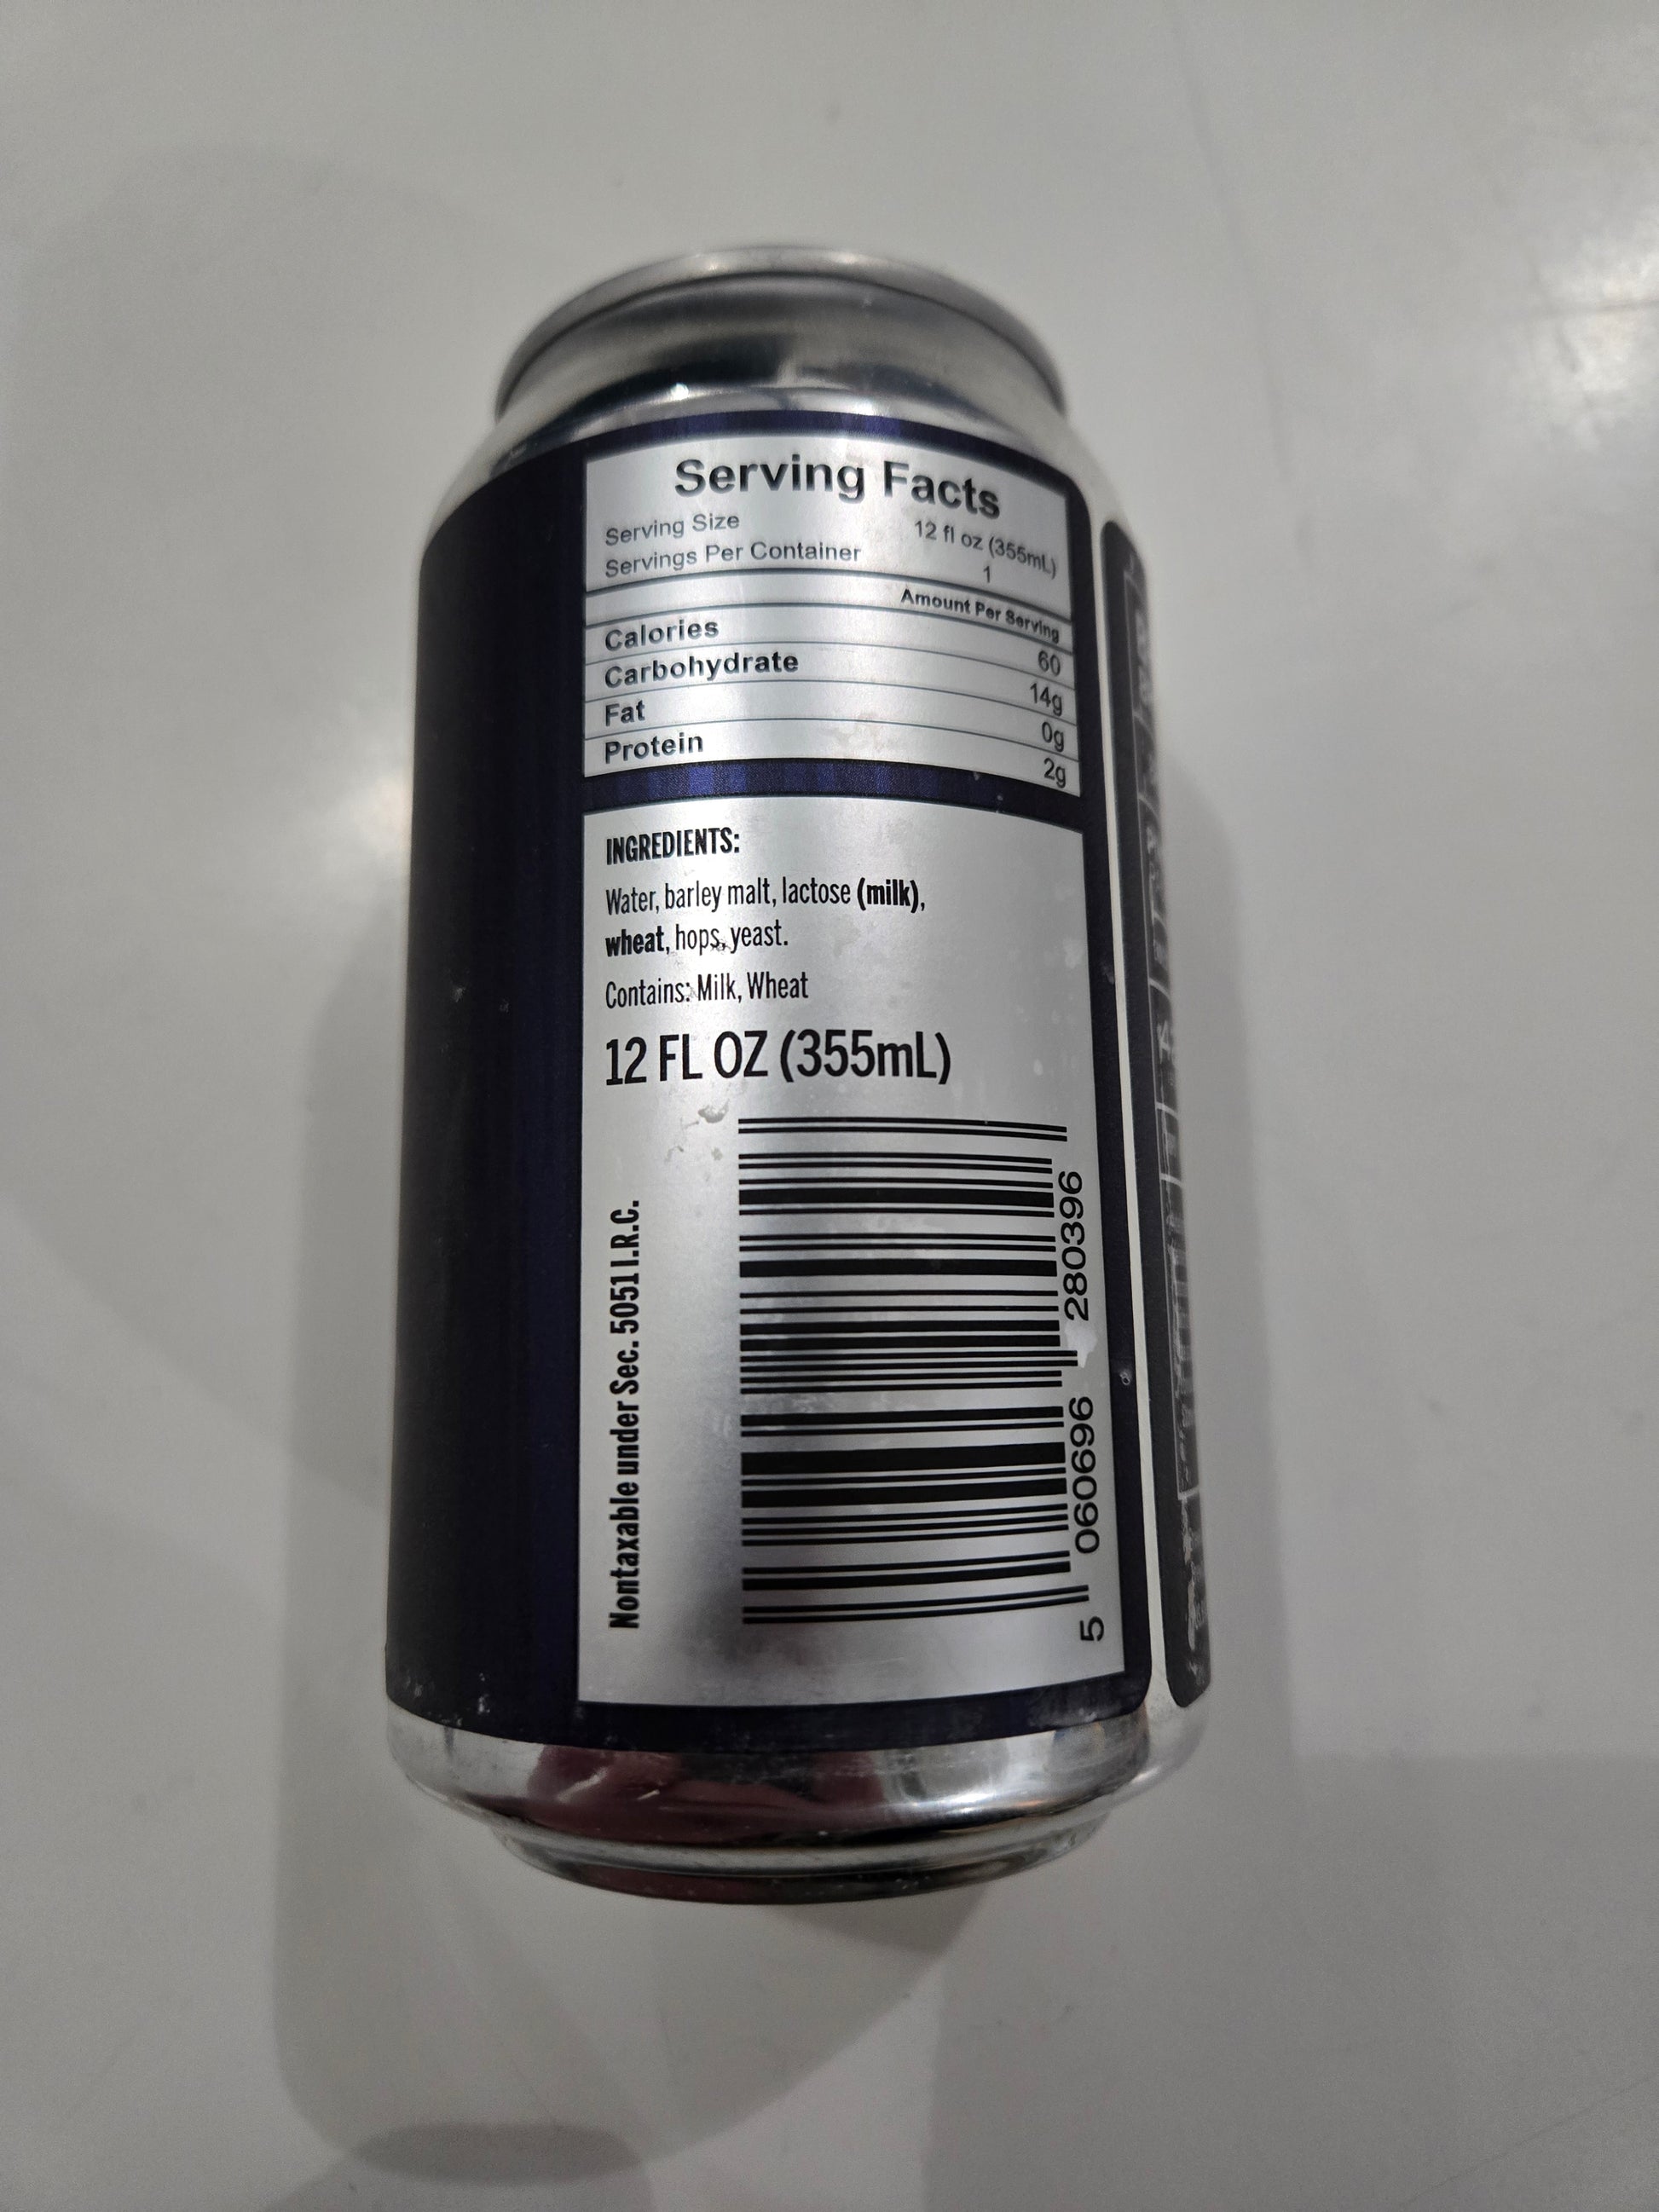 Serving Facts
Serving Size 12 fl oz (355mL)
Servings Per Container 1
Amount Per Serving
Calories 60
Carbohydrate 14g
Fat 0g
Protein 2g
INGREDIENTS:
Water, barley malt, lactose (milk),
wheat, hops, yeast.
Contains: Milk, Wheat
12 FL OZ (355mL)
Nontaxable under Sec. 5051 I.R.C.
5 060696 280396